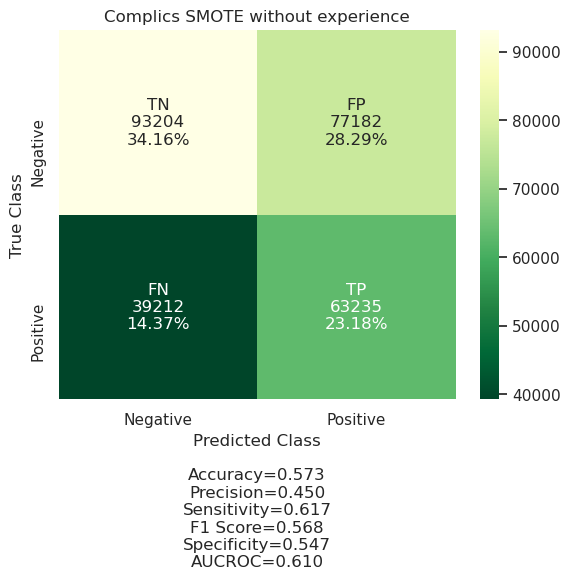 Complics SMOTE without experience
True Class
Negative
Positive
TN
93204
34.16%
FP
77182
28.29%
FN
39212
14.37%
TP
63235
23.18%
90000
80000
70000
60000
50000
40000
Negative
Positive
Predicted Class
Accuracy=0.573
Precision=0.450
Sensitivity=0.617
F1 Score=0.568
Specificity=0.547
AUCROC=0.610